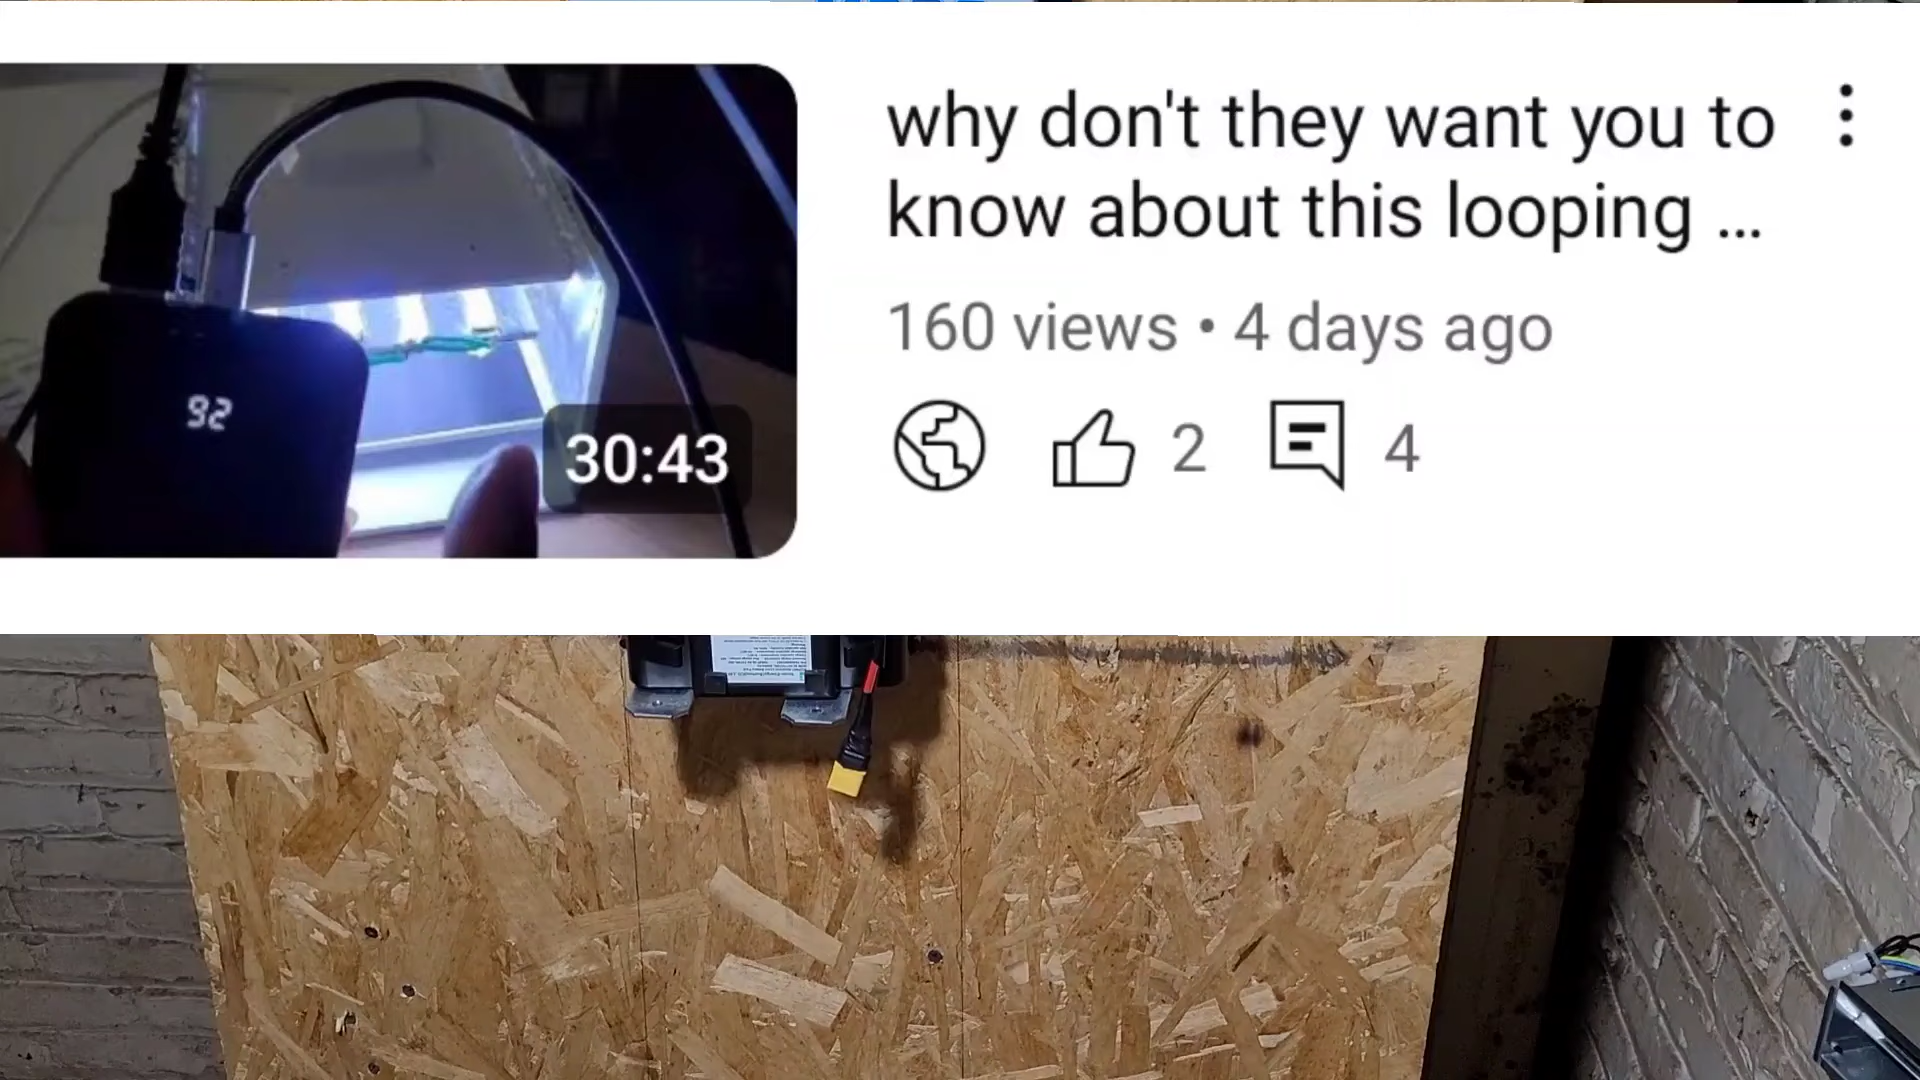 92
30:43
why don't they want you to
know about this looping ...
160 views • 4 days ago
2
4